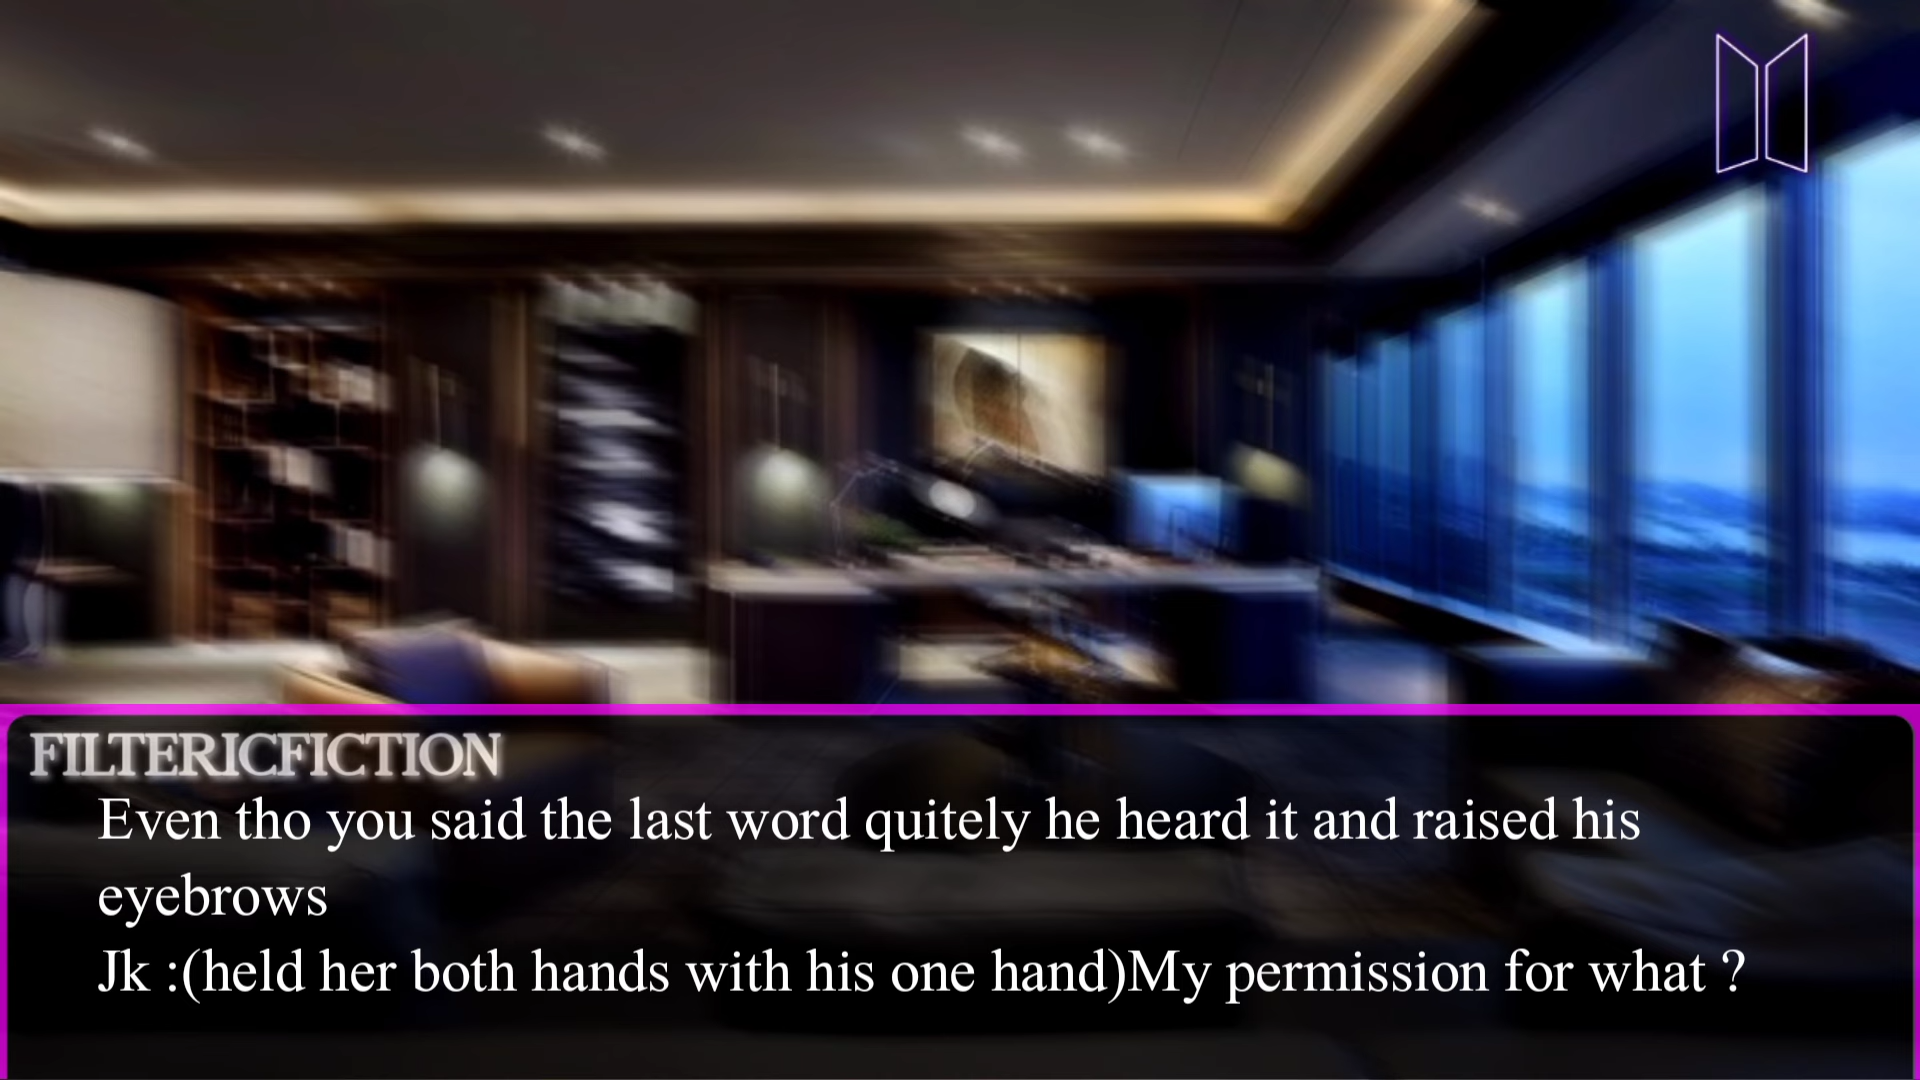 FILTERICFICTION
Even tho you said the last word quitely he heard it and raised his
eyebrows
Jk :(held her both hands with his one hand)My permission for what ?